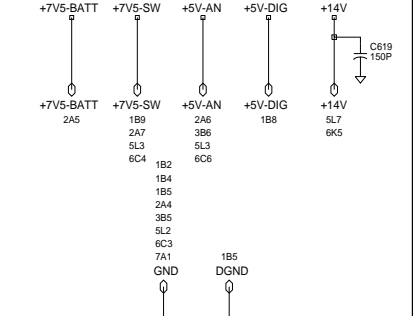 +7V5-BATT +7V5-SW +5V-AN +5V-DIG +14V
C619
150P
+7V5-BATT +7V5-SW +5V-AN +5V-DIG +14V
2A5 1B9 2A6 1B8 5L7
2A7 3B6 6K5
5L3 5L3
6C4 6C6
1B2
1B4
1B5
2A4
3B5
5L2
6C3
7A1 1B5
GND DGND